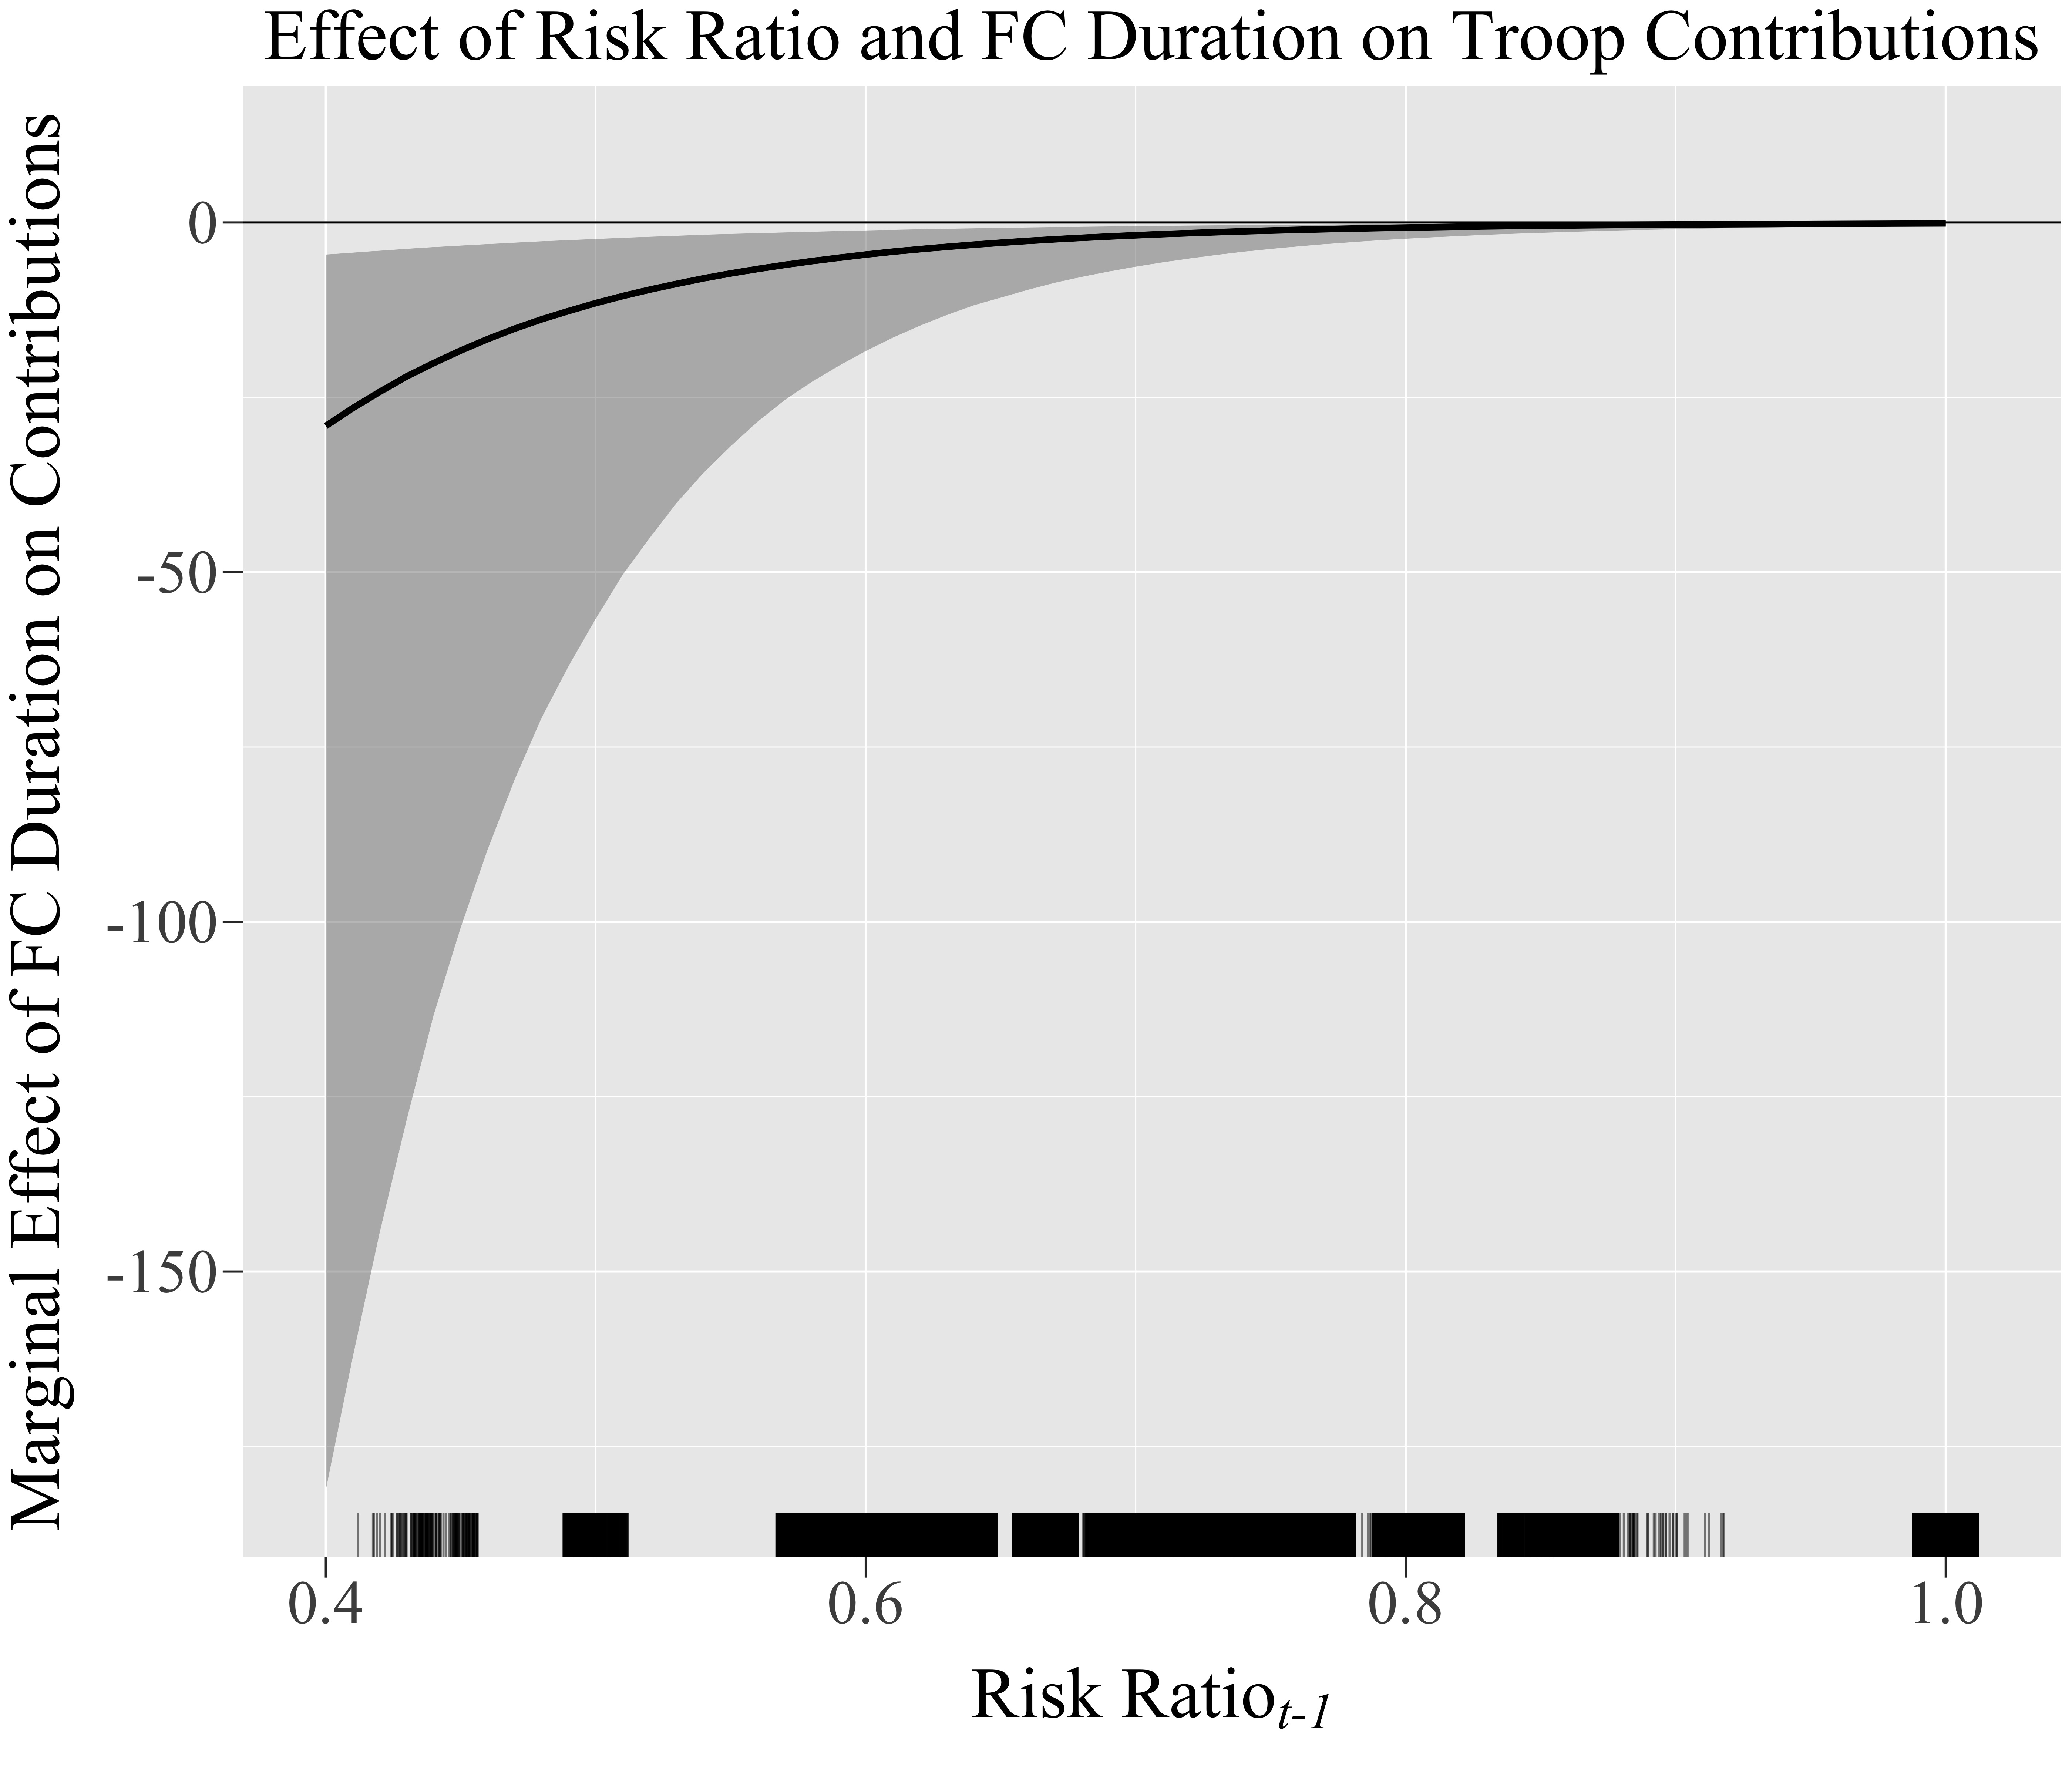 Effect of Risk Ratio and FC Duration on Troop Contributions
Marginal Effect of FC Duration on Contributions
0
-50
-100
-150
0.4
0.6
0.8
1.0
Risk Ratio t-1